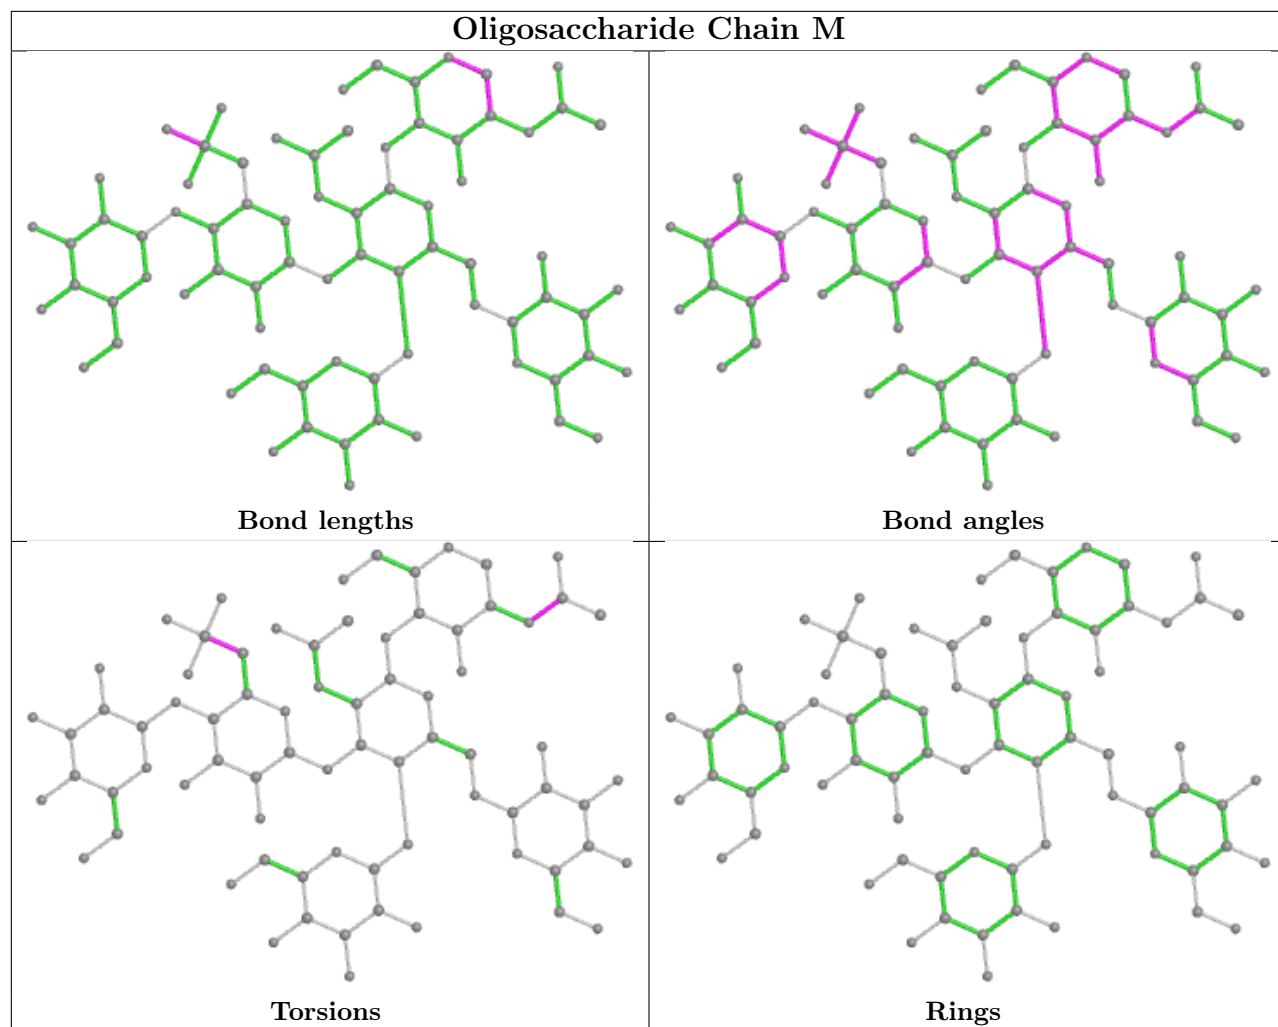 Oligosaccharide Chain M
Bond lengths
Bond angles
Torsions
Rings